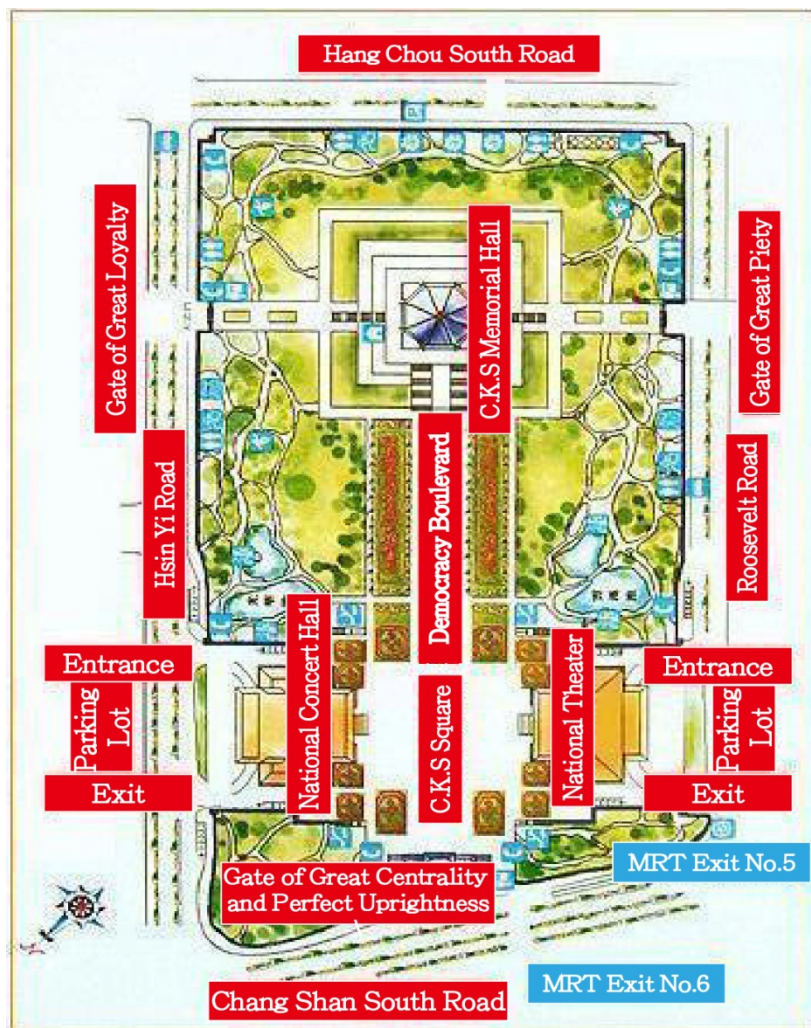 Hang Chou South Road
Gate of Great Loyalty
C.K.S Memorial Hall
Gate of Great Piety
Hsin Yi Road
Democracy Boulevard
Roosevelt Road
Entrance
Parking
Lot
Exit
National Concert Hall
C.K.S Square
National Theater
Entrance
Parking
Lot
Exit
MRT Exit No.5
Gate of Great Centrality
and Perfect Uprightness
MRT Exit No.6
Chang Shan South Road